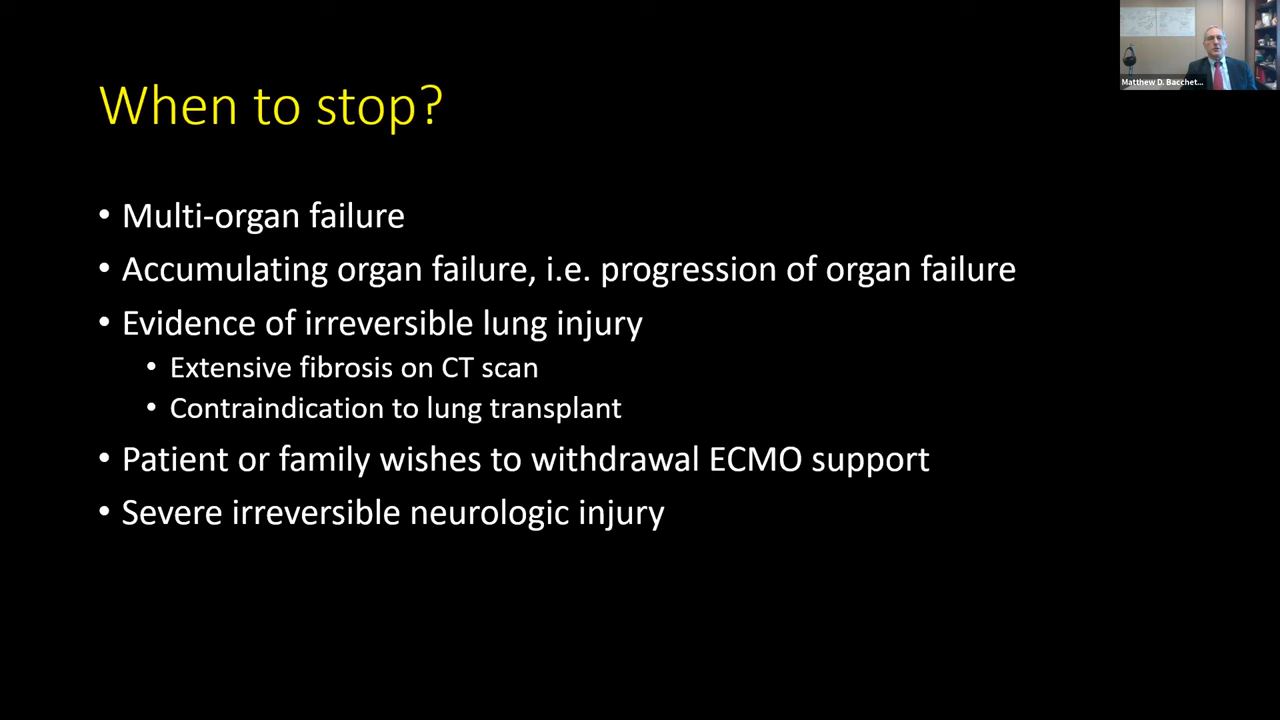 Matthew D. Bacchet...
When to stop?
• Multi-organ failure
• Accumulating organ failure, i.e. progression of organ failure
• Evidence of irreversible lung injury
• Extensive fibrosis on CT scan
• Contraindication to lung transplant
• Patient or family wishes to withdrawal ECMO support
• Severe irreversible neurologic injury